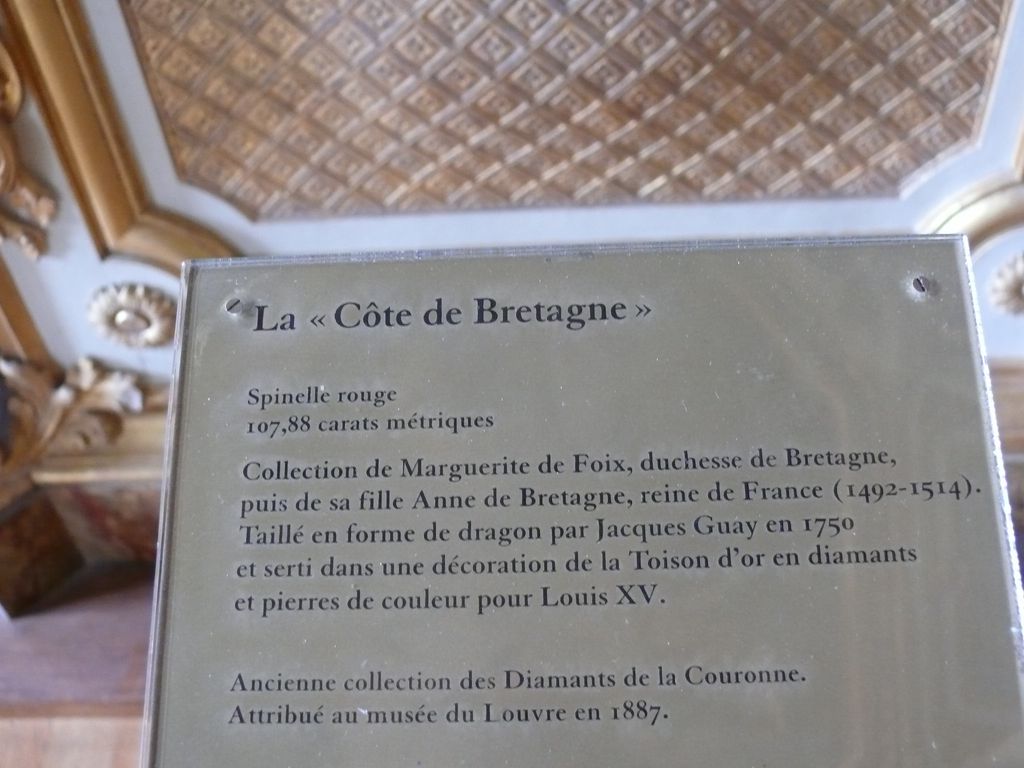 La « Côte de Bretagne »
Spinelle rouge
107,88 carats métriques
Collection de Marguerite de Foix, duchesse de Bretagne,
puis de sa fille Anne de Bretagne, reine de France (1492-1514).
Taillé en forme de dragon par Jacques Guay en 1750
et serti dans une décoration de la Toison d'or en diamants
et pierres de couleur pour Louis XV.
Ancienne collection des Diamants de la Couronne.
Attribué au musée du Louvre en 1887.